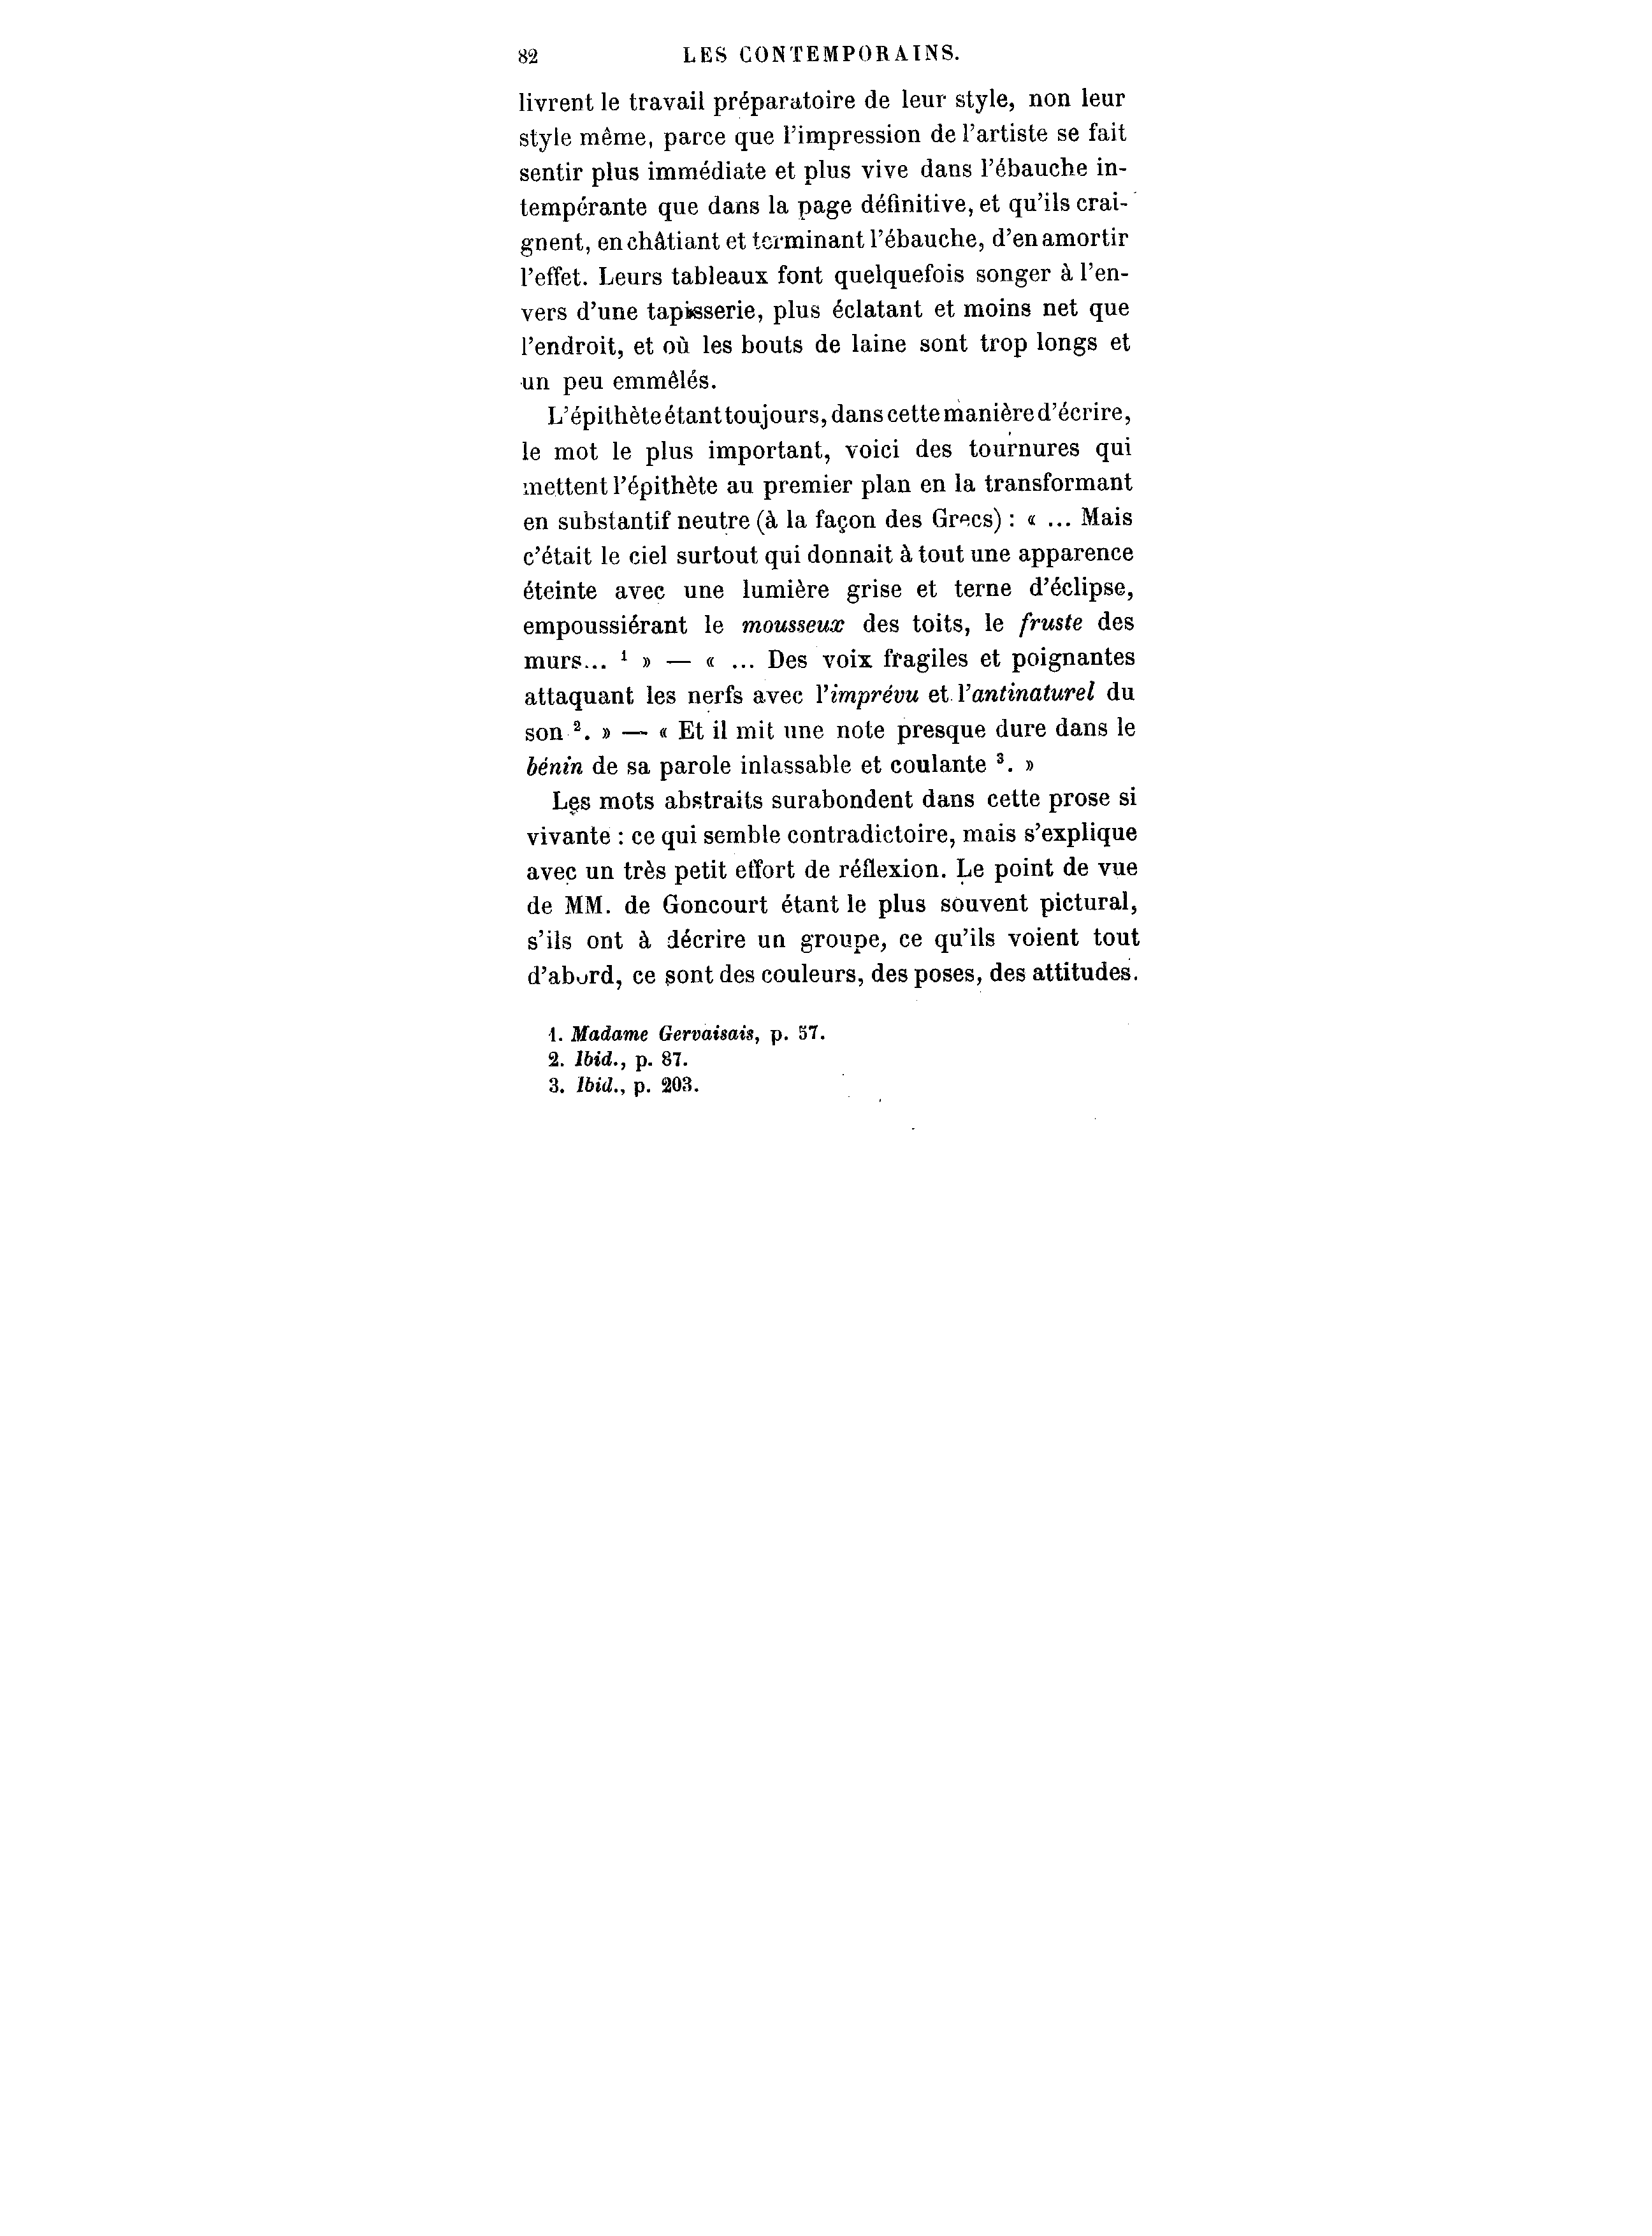 82 LES CONTEMPORAINS.
livrent le travail préparatoire de leur style, non leur
style même, parce que l'impression de l'artiste se fait
sentir plus immédiate et plus vive dans l'ébauche in-
tempérante que dans la page définitive, et qu'ils crai-
gnent, en châtiant et terminant l'ébauche, d'en amortir
l'effet. Leurs tableaux font quelquefois songer à l'en-
vers d'une tapisserie, plus éclatant et moins net que
l'endroit, et où les bouts de laine sont trop longs et
un peu emmêlés.
L'épithète étant toujours, dans cette manière d'écrire,
le mot le plus important, voici des tournures qui
mettent l'épithète au premier plan en la transformant
en substantif neutre (à la façon des Grecs) : « ... Mais
c'était le ciel surtout qui donnait à tout une apparence
éteinte avec une lumière grise et terne d'éclipse,
empoussiérant le mousseux des toits, le fruste des
murs... ¹ » — « ... Des voix fragiles et poignantes
attaquant les nerfs avec l'imprévu et l'antinaturel du
son ². » — « Et il mit une note presque dure dans le
bénin de sa parole inlassable et coulante ³. »
Les mots abstraits surabondent dans cette prose si
vivante : ce qui semble contradictoire, mais s'explique
avec un très petit effort de réflexion. Le point de vue
de MM. de Goncourt étant le plus souvent pictural,
s'ils ont à décrire un groupe, ce qu'ils voient tout
d'abord, ce sont des couleurs, des poses, des attitudes.
1. Madame Gervaisais, p. 57.
2. Ibid., p. 87.
3. Ibid., p. 203.